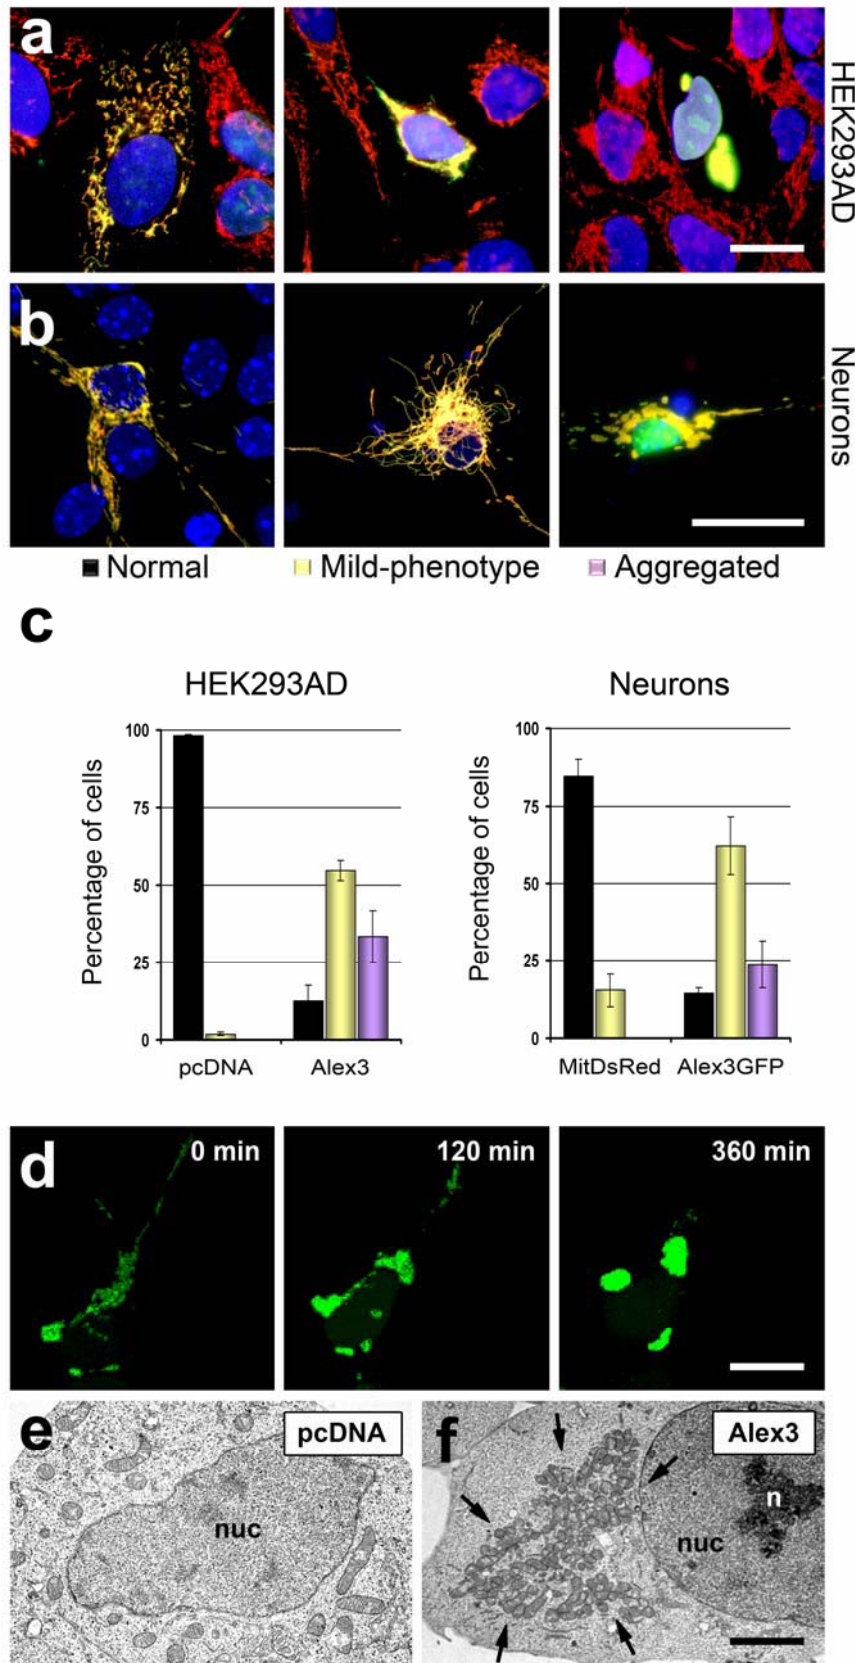 a
HEK293AD
b
Neurons
Normal Mild-phenotype Aggregated
c
HEK293AD
Percentage of cells
100
75
50
25
0
pcDNA Alex3
Neurons
Percentage of cells
100
75
50
25
0
MitDsRed Alex3GFP
d
0 min
120 min
360 min
e
pcDNA
nuc
f
Alex3
n
nuc